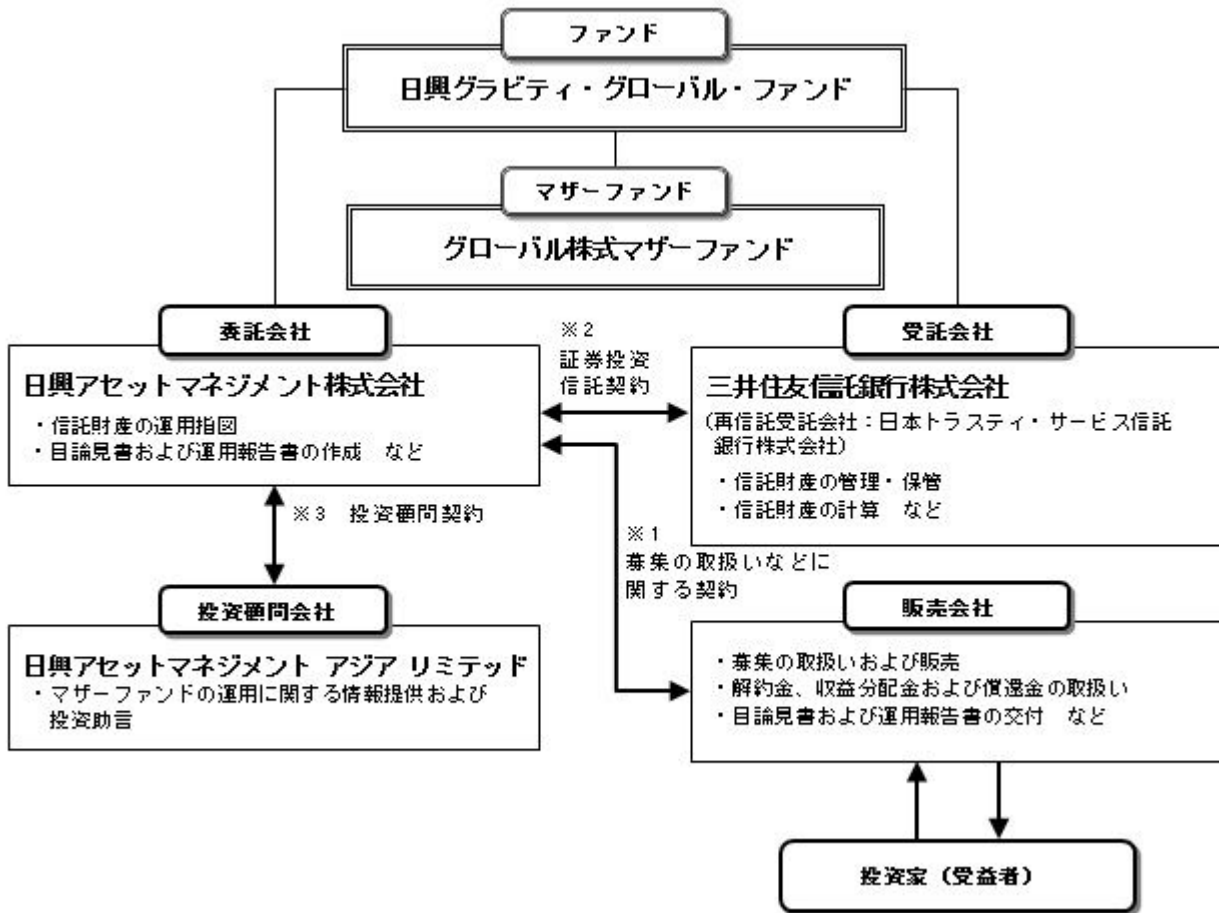 ファンド
日興グラビティ・グローバル・ファンド
マザーファンド
グローバル株式マザーファンド
委託会社
日興アセットマネジメント株式会社
・信託財産の運用指図
・目論見書および運用報告書の作成　など
※2
証券投資
信託契約
受託会社
三井住友信託銀行株式会社
(再信託受託会社：日本トラスティ・サービス信託
銀行株式会社)
・信託財産の管理・保管
・信託財産の計算　など
※3　投資顧問契約
※1
募集の取扱いなどに
関する契約
投資顧問会社
日興アセットマネジメント アジア リミテッド
・マザーファンドの運用に関する情報提供および
投資助言
販売会社
・募集の取扱いおよび販売
・解約金、収益分配金および償還金の取扱い
・目論見書および運用報告書の交付　など
投資家（受益者）